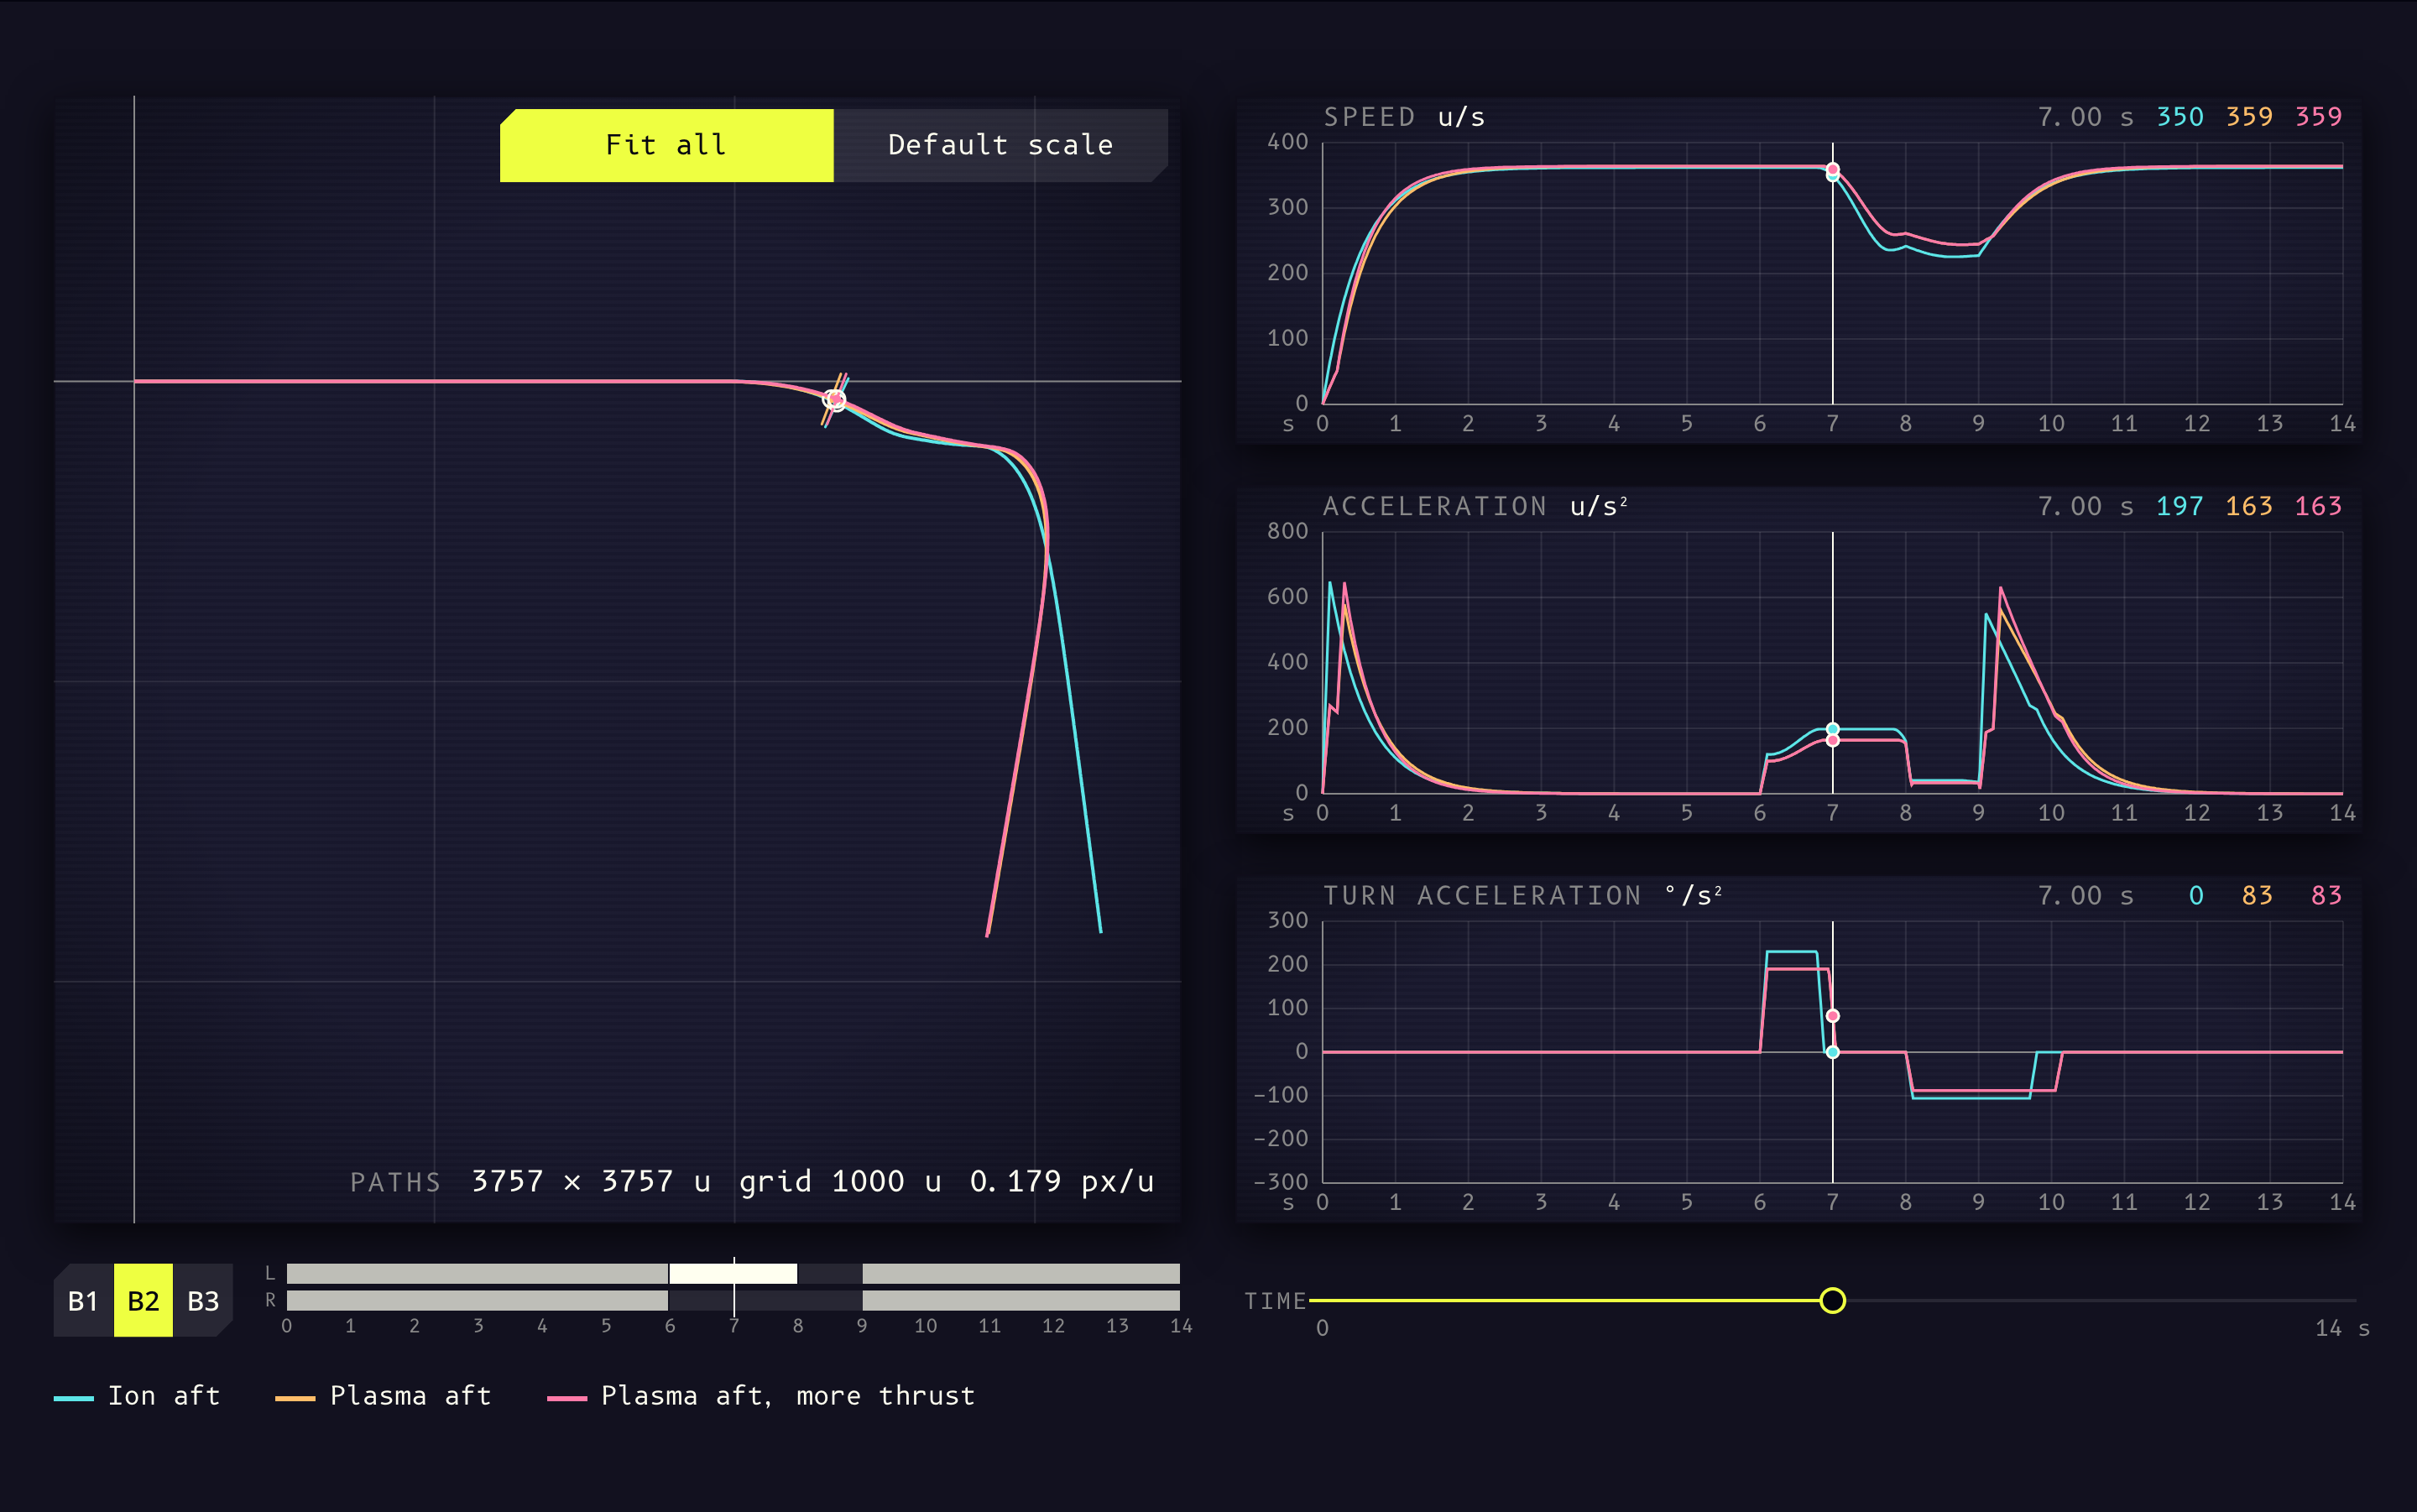 Fit all Default scale
PATHS 3757 × 3757 u grid 1000 u 0.179 px/u
SPEED u/s 7.00 s 350 359 359
400
300
200
100
0
s 0 1 2 3 4 5 6 7 8 9 10 11 12 13 14
ACCELERATION u/s² 7.00 s 197 163 163
800
600
400
200
0
s 0 1 2 3 4 5 6 7 8 9 10 11 12 13 14
TURN ACCELERATION °/s² 7.00 s 0 83 83
300
200
100
0
−100
−200
−300
s 0 1 2 3 4 5 6 7 8 9 10 11 12 13 14
B1 B2 B3
L
R
0 1 2 3 4 5 6 7 8 9 10 11 12 13 14
TIME
0 14 s
Ion aft Plasma aft Plasma aft, more thrust